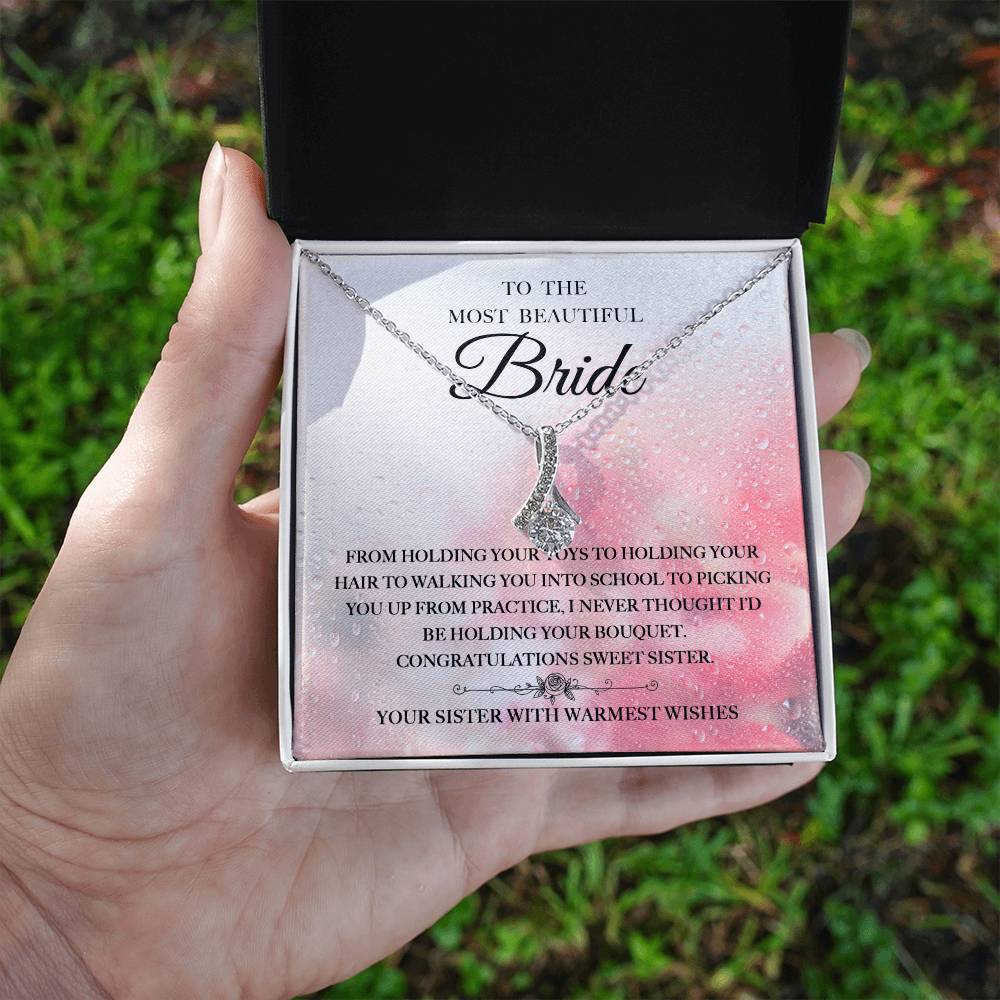 TO THE
MOST BEAUTIFUL
Bride
FROM HOLDING YOUR TOYS TO HOLDING YOUR
HAIR TO WALKING YOU INTO SCHOOL TO PICKING
YOU UP FROM PRACTICE, I NEVER THOUGHT I'D
BE HOLDING YOUR BOUQUET.
CONGRATULATIONS SWEET SISTER.
YOUR SISTER WITH WARMEST WISHES